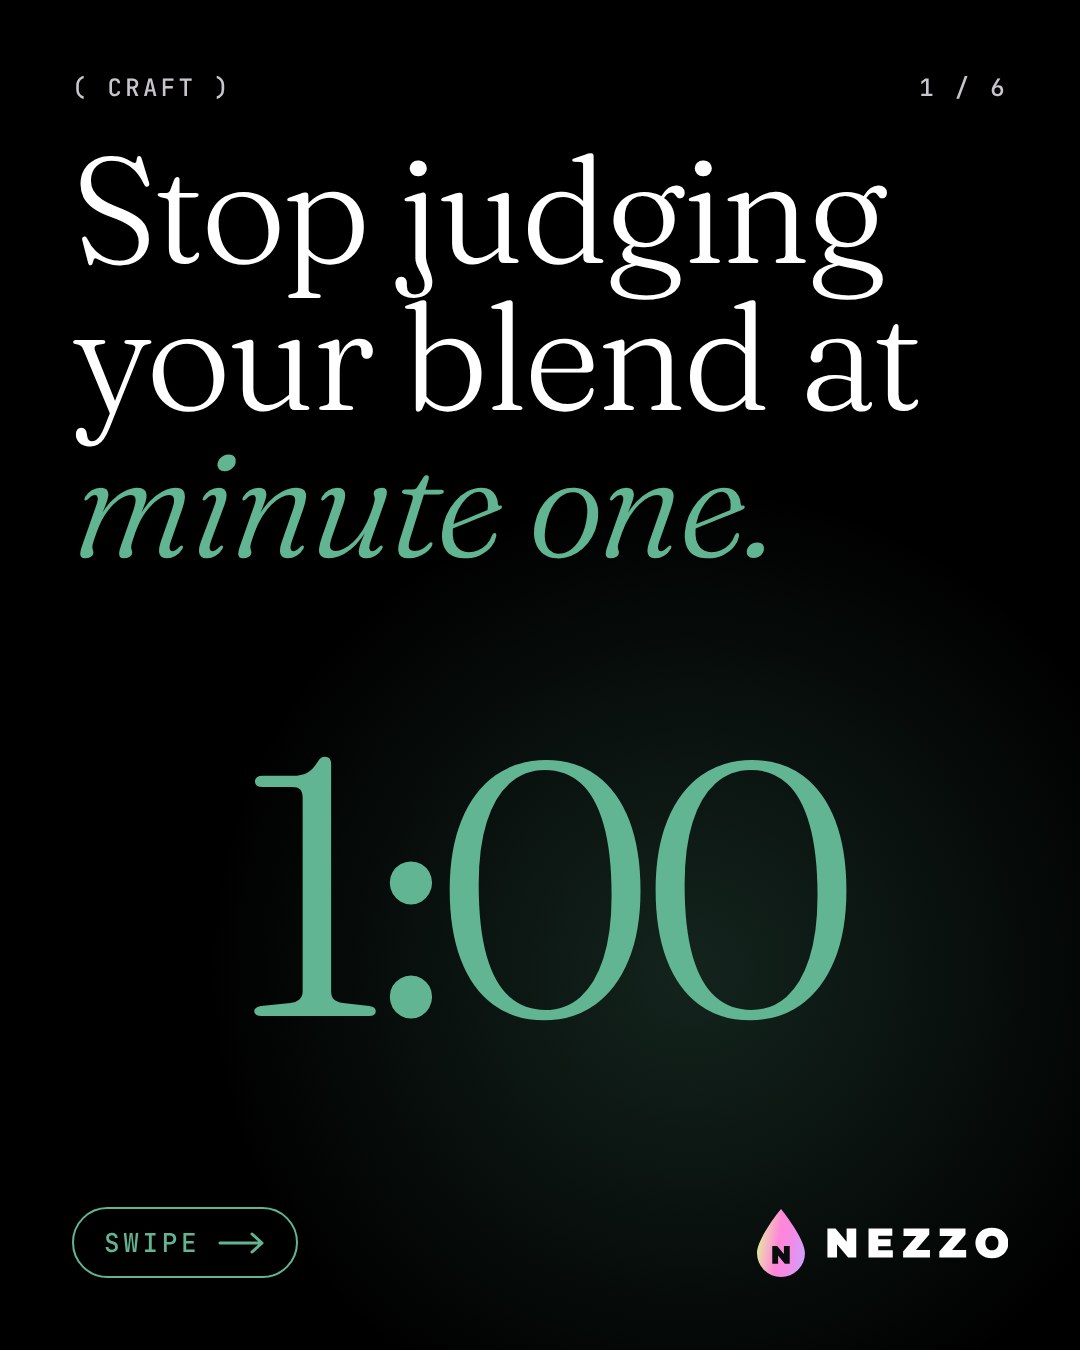 ( CRAFT )
1 / 6
Stop judging
your blend at
minute one.
1:00
SWIPE →
N NEZZO